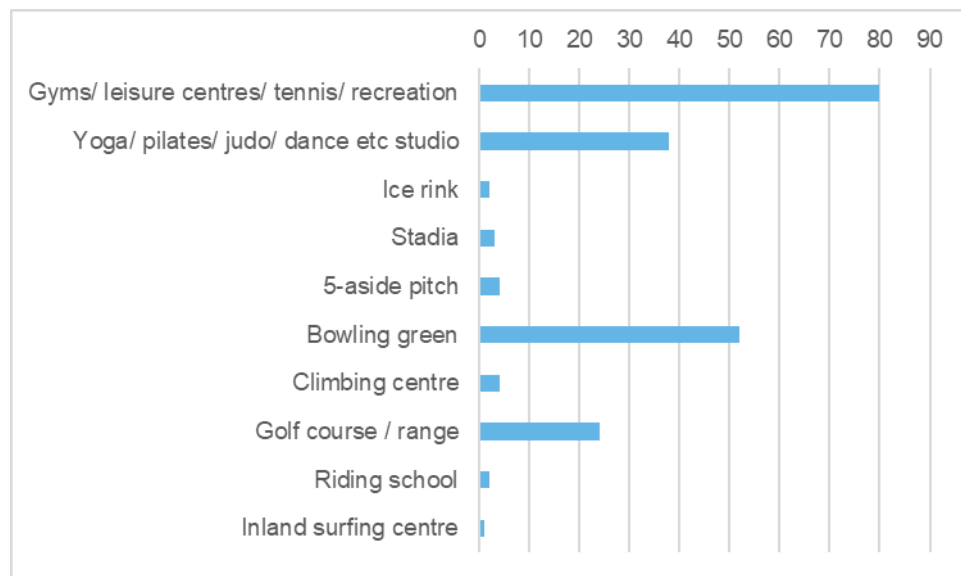 0 10 20 30 40 50 60 70 80 90
Gyms/ leisure centres/ tennis/ recreation
Yoga/ pilates/ judo/ dance etc studio
Ice rink
Stadia
5-aside pitch
Bowling green
Climbing centre
Golf course / range
Riding school
Inland surfing centre